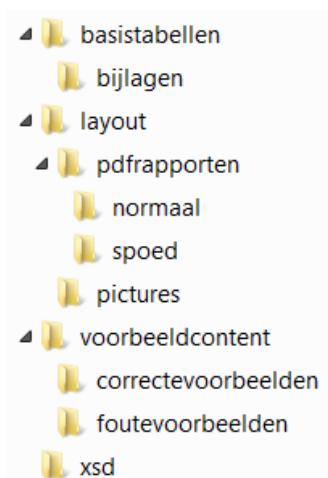 basistabellen
bijlagen
layout
pdfrapporten
normaal
spoed
pictures
voorbeeldcontent
correctevoorbeelden
foutevoorbeelden
xsd